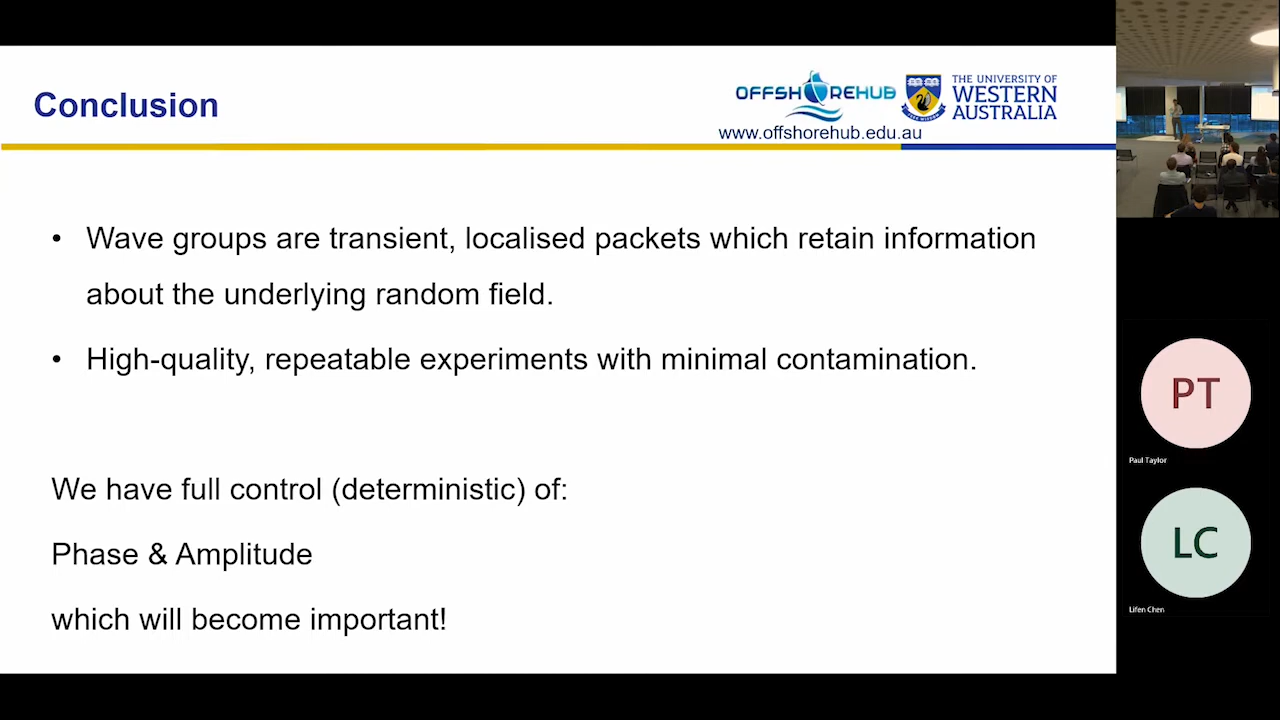 Conclusion
OFFSHOREHUB
www.offshorehub.edu.au
THE UNIVERSITY OF
WESTERN
AUSTRALIA
• Wave groups are transient, localised packets which retain information
about the underlying random field.
• High-quality, repeatable experiments with minimal contamination.
We have full control (deterministic) of:
Phase & Amplitude
which will become important!
PT
Paul Taylor
LC
Lifen Chen